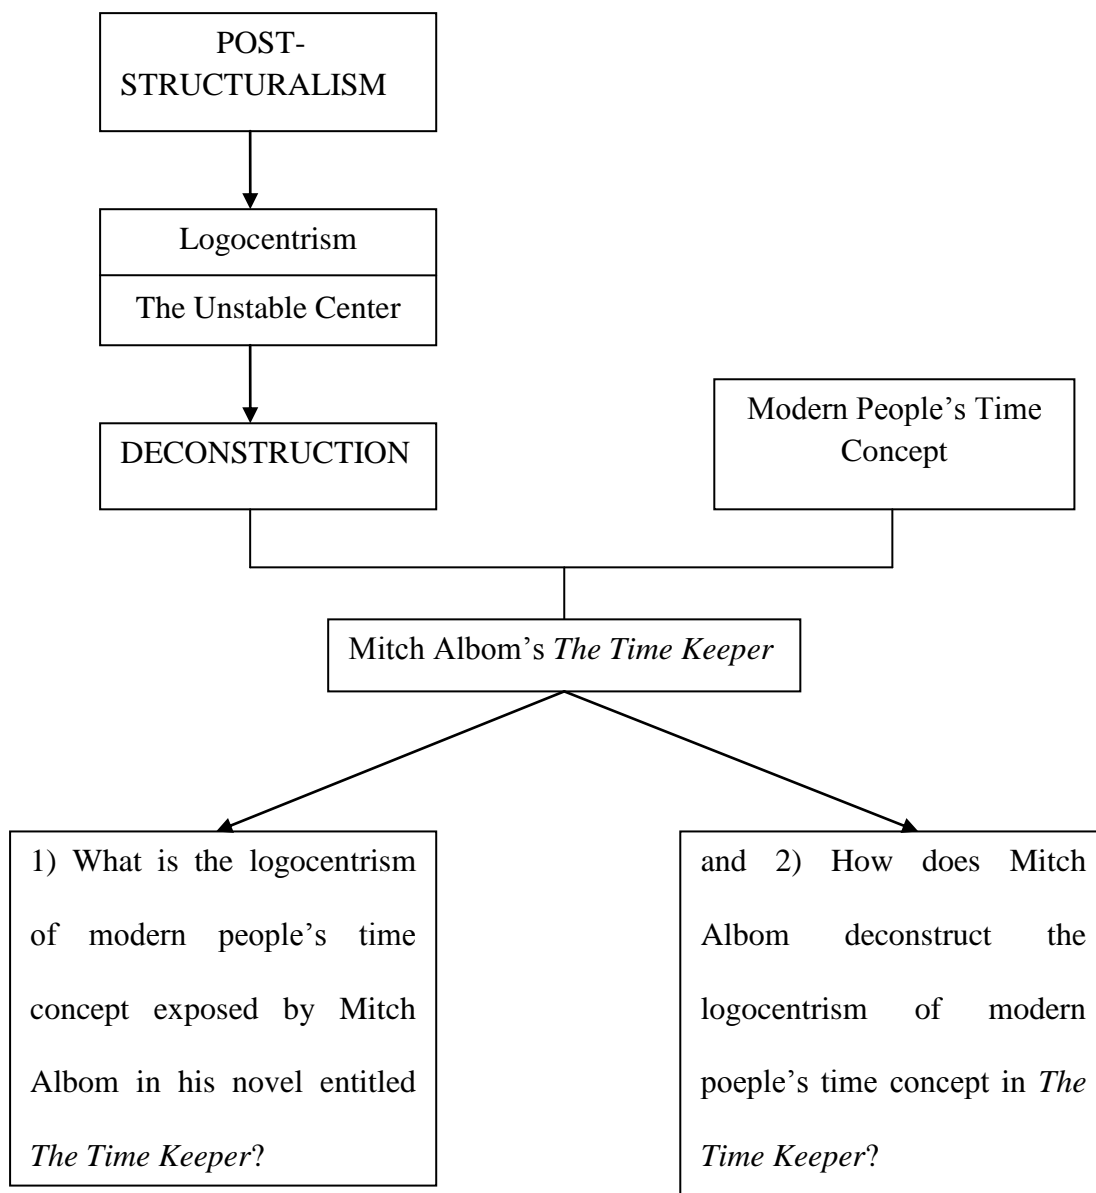 POST-
STRUCTURALISM
Logocentrism
The Unstable Center
DECONSTRUCTION
Modern People’s Time
Concept
Mitch Albom’s The Time Keeper
1) What is the logocentrism
of modern people’s time
concept exposed by Mitch
Albom in his novel entitled
The Time Keeper?
and 2) How does Mitch
Albom deconstruct the
logocentrism of modern
poeple’s time concept in The
Time Keeper?